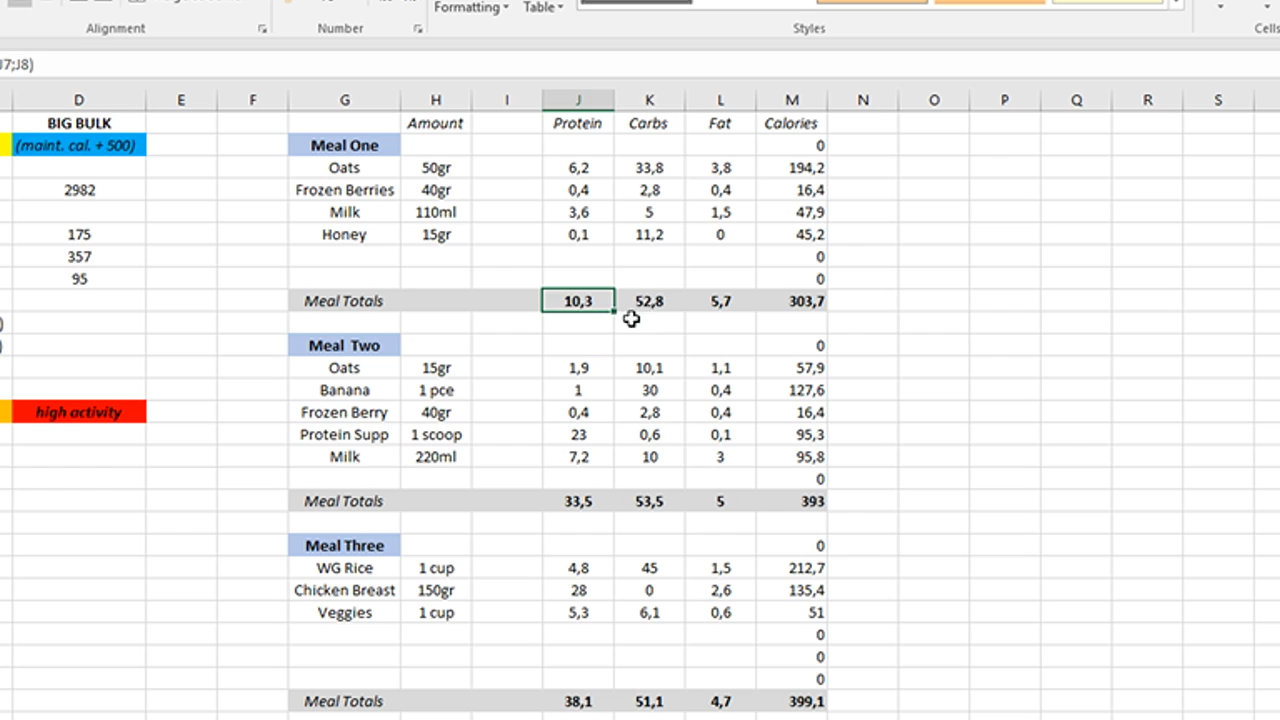 Formatting Table
Alignment Number Styles Cells
J7;J8)
D E F G H I J K L M N O P Q R S
BIG BULK Amount Protein Carbs Fat Calories
(maint. cal. + 500) Meal One 0
Oats 50gr 6,2 33,8 3,8 194,2
2982 Frozen Berries 40gr 0,4 2,8 0,4 16,4
Milk 110ml 3,6 5 1,5 47,9
175 Honey 15gr 0,1 11,2 0 45,2
357 0
95 0
Meal Totals 10,3 52,8 5,7 303,7
)
) Meal Two 0
Oats 15gr 1,9 10,1 1,1 57,9
Banana 1 pce 1 30 0,4 127,6
high activity Frozen Berry 40gr 0,4 2,8 0,4 16,4
Protein Supp 1 scoop 23 0,6 0,1 95,3
Milk 220ml 7,2 10 3 95,8
0
Meal Totals 33,5 53,5 5 393
Meal Three 0
WG Rice 1 cup 4,8 45 1,5 212,7
Chicken Breast 150gr 28 0 2,6 135,4
Veggies 1 cup 5,3 6,1 0,6 51
0
0
0
Meal Totals 38,1 51,1 4,7 399,1